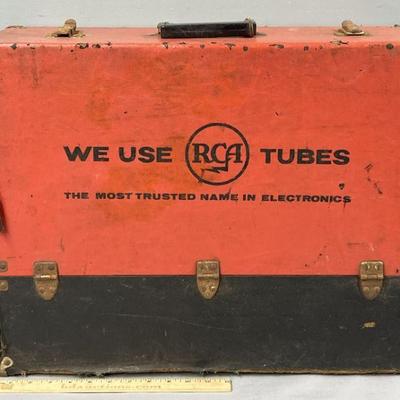 WE USE RCA TUBES
THE MOST TRUSTED NAME IN ELECTRONICS